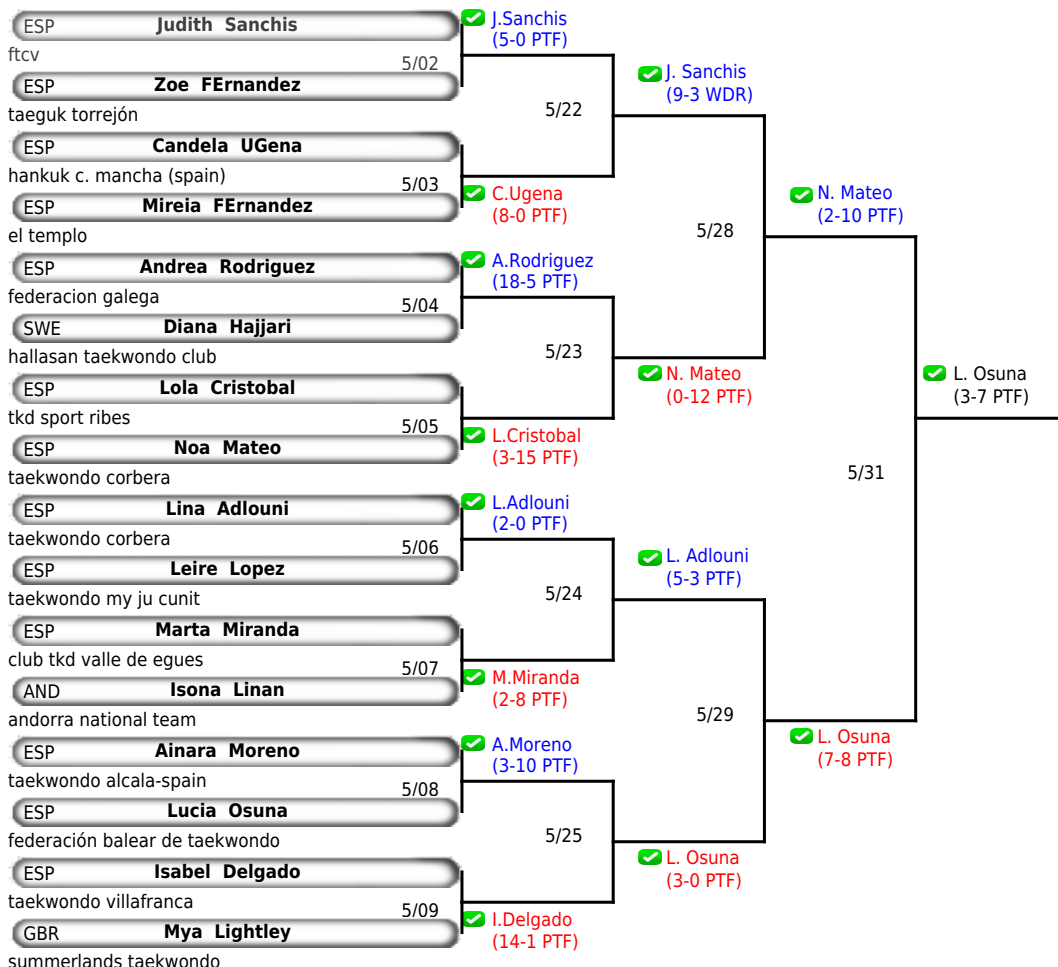 ESP Judith Sanchis
ftcv
5/02
ESP Zoe FErnandez
taeguk torrejón
ESP Candela UGena
hankuk c. mancha (spain)
5/03
ESP Mireia FErnandez
el templo
ESP Andrea Rodriguez
federacion galega
5/04
SWE Diana Hajjari
hallasan taekwondo club
ESP Lola Cristobal
tkd sport ribes
5/05
ESP Noa Mateo
taekwondo corbera
ESP Lina Adlouni
taekwondo corbera
5/06
ESP Leire Lopez
taekwondo my ju cunit
ESP Marta Miranda
club tkd valle de egues
5/07
AND Isona Linan
andorra national team
ESP Ainara Moreno
taekwondo alcala-spain
5/08
ESP Lucia Osuna
federación balear de taekwondo
ESP Isabel Delgado
taekwondo villafranca
5/09
GBR Mya Lightley
summerlands taekwondo
J.Sanchis
(5-0 PTF)
5/22
C.Ugena
(8-0 PTF)
A.Rodriguez
(18-5 PTF)
5/23
L.Cristobal
(3-15 PTF)
L.Adlouni
(2-0 PTF)
5/24
M.Miranda
(2-8 PTF)
A.Moreno
(3-10 PTF)
5/25
I.Delgado
(14-1 PTF)
J. Sanchis
(9-3 WDR)
5/28
N. Mateo
(0-12 PTF)
L. Adlouni
(5-3 PTF)
5/29
L. Osuna
(3-0 PTF)
N. Mateo
(2-10 PTF)
5/31
L. Osuna
(7-8 PTF)
L. Osuna
(3-7 PTF)